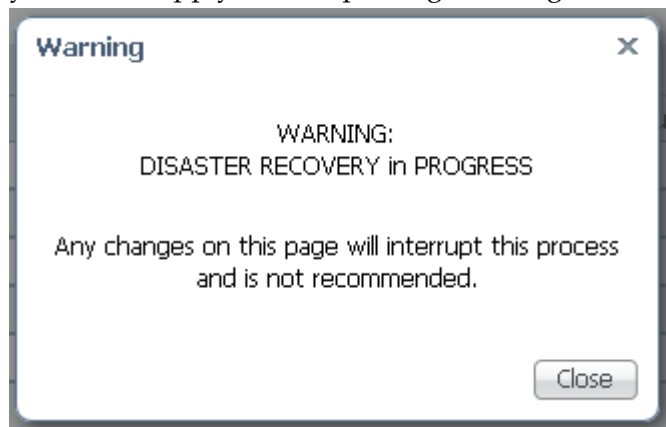 Warning
WARNING:
DISASTER RECOVERY in PROGRESS
Any changes on this page will interrupt this process
and is not recommended.
Close